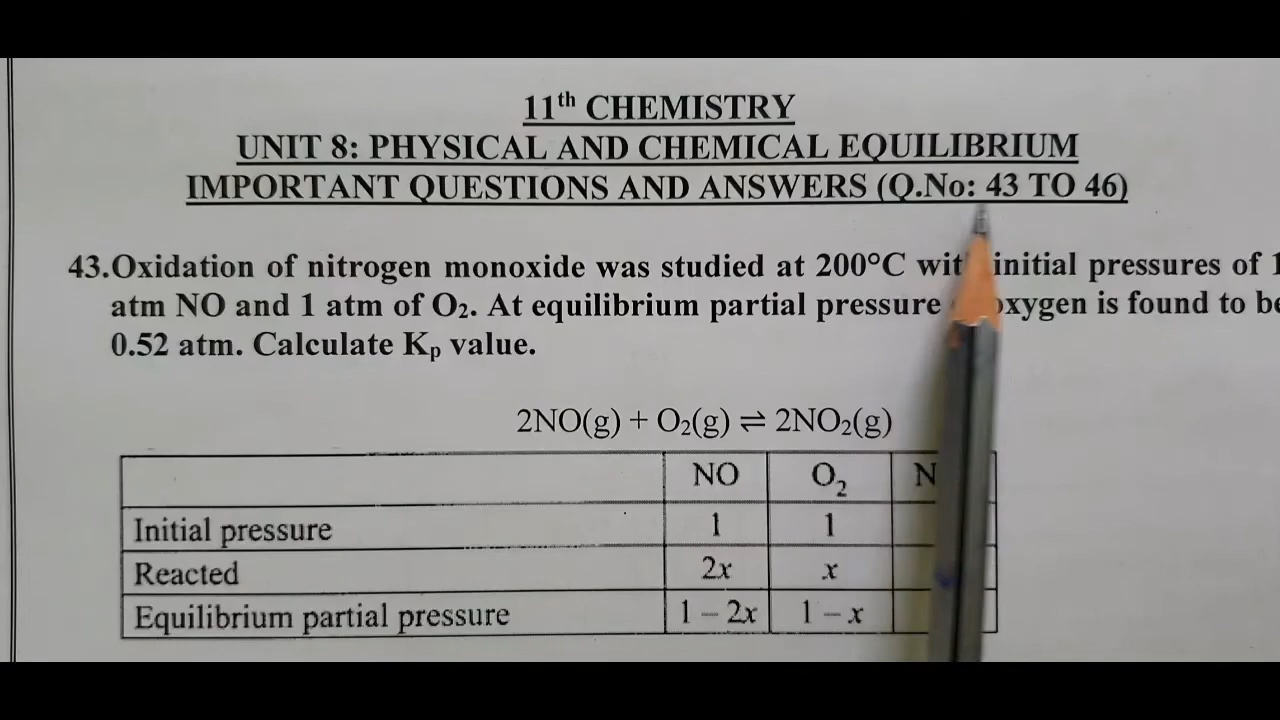 11th CHEMISTRY
UNIT 8: PHYSICAL AND CHEMICAL EQUILIBRIUM
IMPORTANT QUESTIONS AND ANSWERS (Q.No: 43 TO 46)
43.Oxidation of nitrogen monoxide was studied at 200°C initial pressures of 1
atm NO and 1 atm of O₂. At equilibrium partial pressure oxygen is found to be
0.52 atm. Calculate Kₚ value.
2NO(g) + O₂(g) ⇌ 2NO₂(g)
NO O₂
Initial pressure 1 1
Reacted 2x x
Equilibrium partial pressure 1 – 2x 1 – x